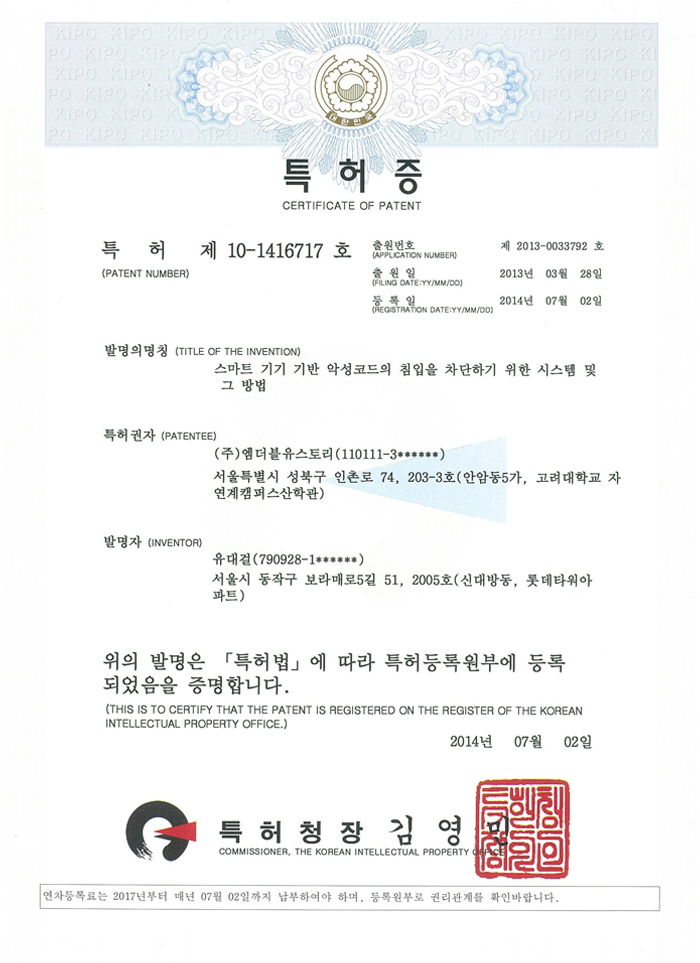 대한민국
특허증
CERTIFICATE OF PATENT
특 허 제 10-1416717 호
(PATENT NUMBER)
출원번호 제 2013-0033792 호
(APPLICATION NUMBER)
출원일 2013년 03월 28일
(FILING DATE:YY/MM/DD)
등록일 2014년 07월 02일
(REGISTRATION DATE:YY/MM/DD)
발명의명칭 (TITLE OF THE INVENTION)
스마트 기기 기반 악성코드의 침입을 차단하기 위한 시스템 및
그 방법
특허권자 (PATENTEE)
(주)엠더블유스토리(110111-3******)
서울특별시 성북구 인촌로 74, 203-3호(안암동5가, 고려대학교 자
연계캠퍼스산학관)
발명자 (INVENTOR)
유대걸(790928-1******)
서울시 동작구 보라매로5길 51, 2005호(신대방동, 롯데타워아
파트)
위의 발명은 「특허법」에 따라 특허등록원부에 등록
되었음을 증명합니다.
(THIS IS TO CERTIFY THAT THE PATENT IS REGISTERED ON THE REGISTER OF THE KOREAN
INTELLECTUAL PROPERTY OFFICE.)
2014년 07월 02일
특허청장 김영민
COMMISSIONER, THE KOREAN INTELLECTUAL PROPERTY OFFICE
연차등록료는 2017년부터 매년 07월 02일까지 납부하여야 하며, 등록원부로 권리관계를 확인바랍니다.